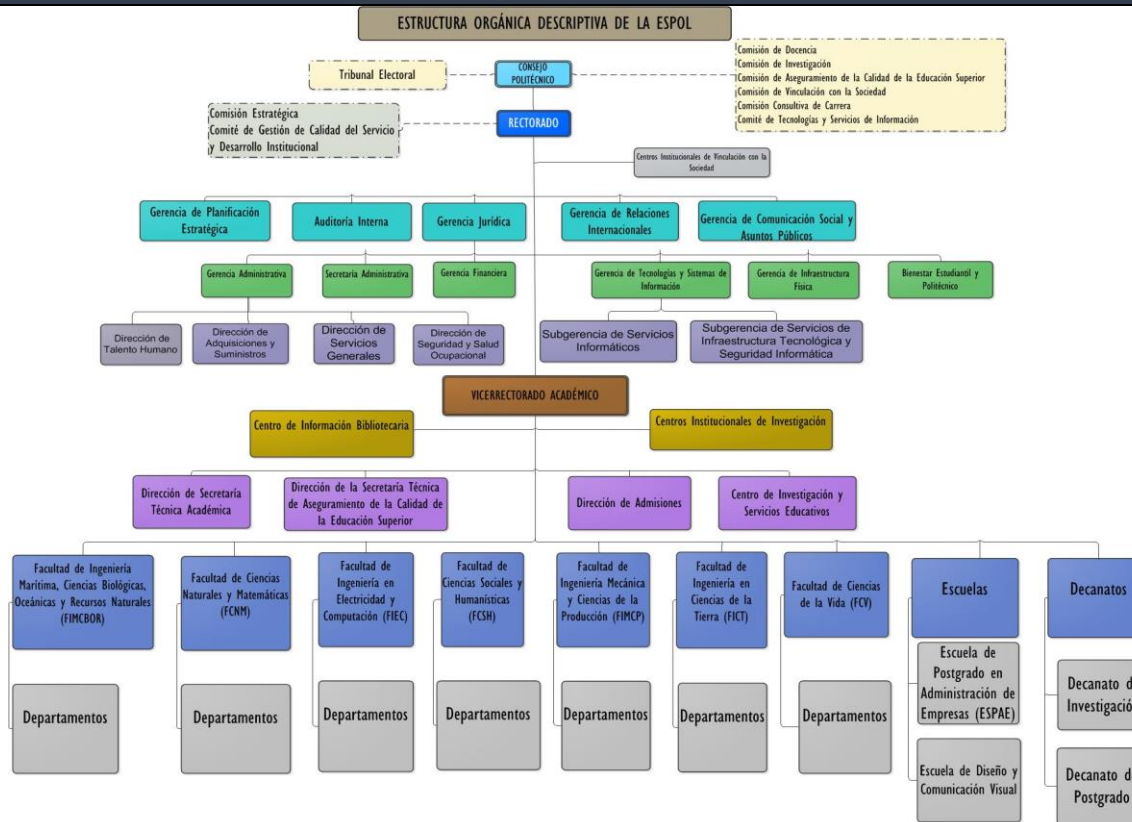 ESTRUCTURA ORGÁNICA DESCRIPTIVA DE LA ESPOL
Tribunal Electoral
CONSEJO
POLITÉCNICO
Comisión de Docencia
Comisión de Investigación
Comisión de Aseguramiento de la Calidad de la Educación Superior
Comisión de Vinculación con la Sociedad
Comisión Consultiva de Carrera
Comité de Tecnologías y Servicios de Información
Comisión Estratégica
Comité de Gestión de Calidad del Servicio
y Desarrollo Institucional
RECTORADO
Centros Institucionales de Vinculación con la
Sociedad
Gerencia de Planificación
Estratégica
Auditoría Interna
Gerencia Jurídica
Gerencia de Relaciones
Internacionales
Gerencia de Comunicación Social y
Asuntos Públicos
Gerencia Administrativa
Secretaría Administrativa
Gerencia Financiera
Gerencia de Tecnologías y Sistemas de
Información
Gerencia de Infraestructura
Física
Bienestar Estudiantil y
Politécnico
Dirección de
Talento Humano
Dirección de
Adquisiciones y
Suministros
Dirección de
Servicios
Generales
Dirección de
Seguridad y Salud
Ocupacional
Subgerencia de Servicios
Informáticos
Subgerencia de Servicios de
Infraestructura Tecnológica y
Seguridad Informática
VICERRECTORADO ACADÉMICO
Centro de Información Bibliotecaria
Centros Institucionales de Investigación
Dirección de Secretaría
Técnica Académica
Dirección de la Secretaría Técnica
de Aseguramiento de la Calidad de
la Educación Superior
Dirección de Admisiones
Centro de Investigación y
Servicios Educativos
Facultad de Ingeniería
Marítima, Ciencias Biológicas,
Oceánicas y Recursos Naturales
(FIMCBOR)
Facultad de Ciencias
Naturales y Matemáticas
(FCNM)
Facultad de
Ingeniería en
Electricidad y
Computación (FIEC)
Facultad de
Ciencias Sociales y
Humanísticas
(FCSH)
Facultad de
Ingeniería Mecánica
y Ciencias de la
Producción (FIMCP)
Facultad de
Ingeniería en
Ciencias de la
Tierra (FICT)
Facultad de Ciencias
de la Vida (FCV)
Escuelas
Decanatos
Departamentos
Departamentos
Departamentos
Departamentos
Departamentos
Departamentos
Departamentos
Escuela de
Postgrado en
Administración de
Empresas (ESPAE)
Escuela de Diseño y
Comunicación Visual
Decanato d
Investigació
Decanato d
Postgrado